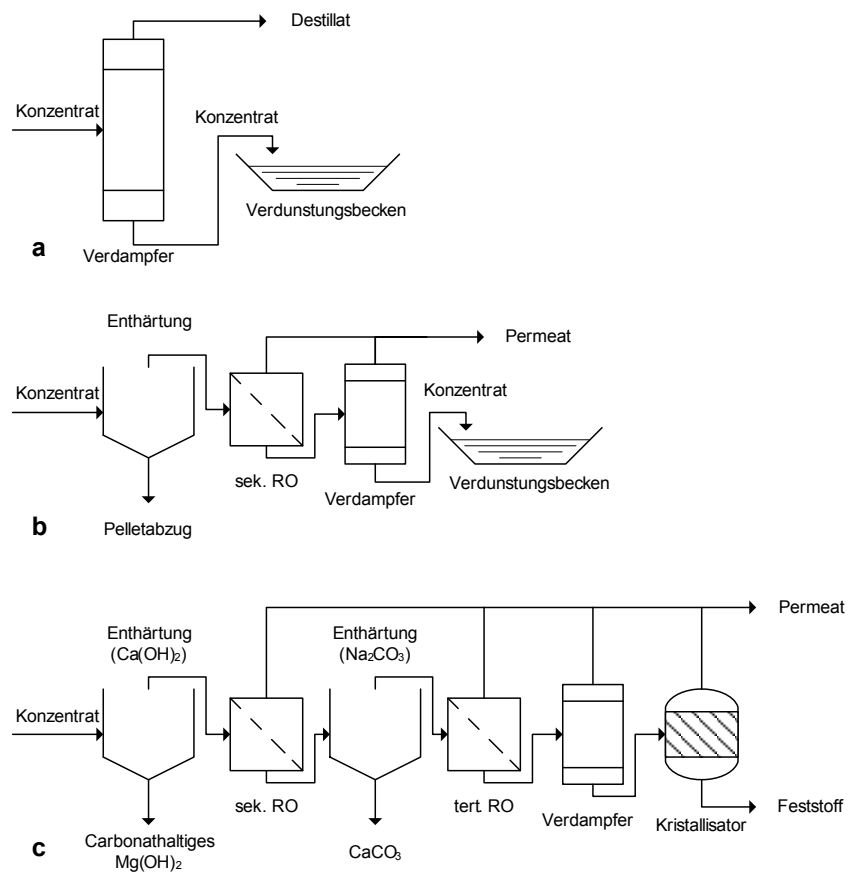 Destillat
Konzentrat
Konzentrat
Verdunstungsbecken
a
Verdampfer
Enthärtung
Permeat
Konzentrat
Konzentrat
sek. RO
Verdampfer
Verdunstungsbecken
b
Pelletabzug
Permeat
Enthärtung
(Ca(OH)₂)
Enthärtung
(Na₂CO₃)
Konzentrat
sek. RO
tert. RO
Verdampfer
Kristallisator
Feststoff
c
Carbonathaltiges
Mg(OH)₂
CaCO₃